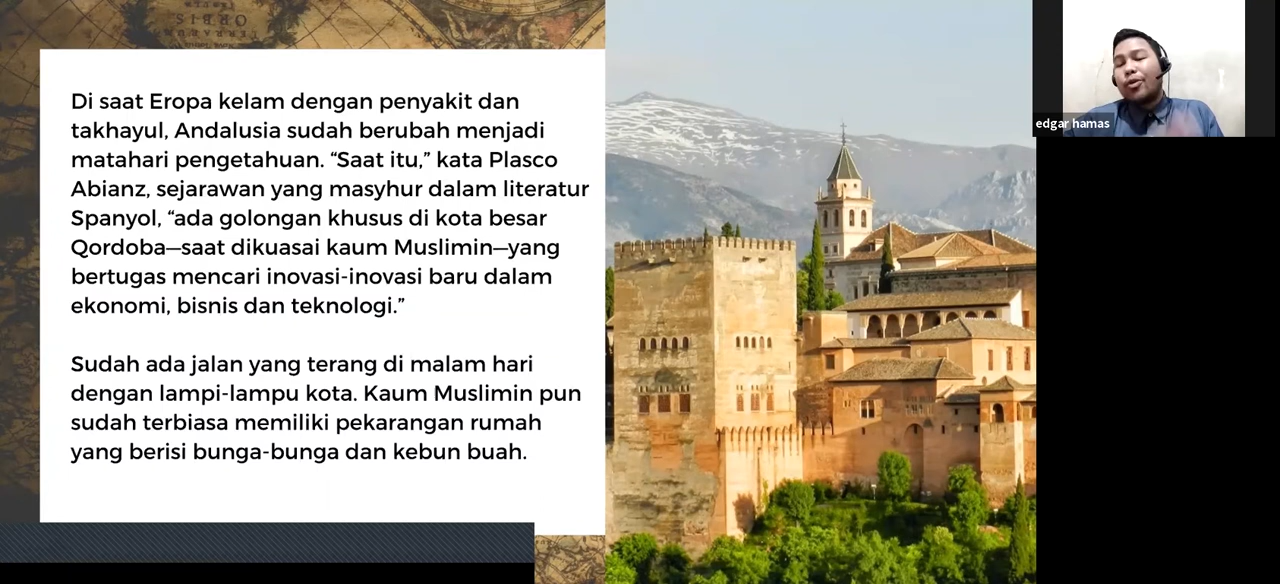 ORBIS
Di saat Eropa kelam dengan penyakit dan
takhayul, Andalusia sudah berubah menjadi
matahari pengetahuan. “Saat itu,” kata Plasco
Abianz, sejarawan yang masyhur dalam literatur
Spanyol, “ada golongan khusus di kota besar
Qordoba—saat dikuasai kaum Muslimin—yang
bertugas mencari inovasi-inovasi baru dalam
ekonomi, bisnis dan teknologi.”
Sudah ada jalan yang terang di malam hari
dengan lampi-lampu kota. Kaum Muslimin pun
sudah terbiasa memiliki pekarangan rumah
yang berisi bunga-bunga dan kebun buah.
edgar hamas